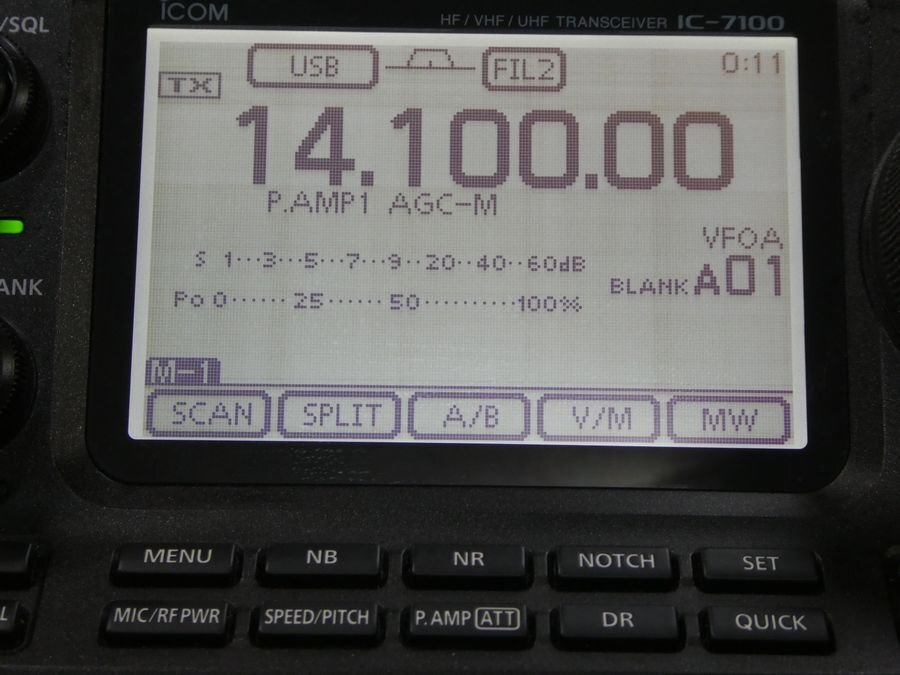 ICOM
HF / VHF / UHF TRANSCEIVER IC-7100
/SQL
USB FIL2 0:11
TX
14.100.00
P.AMP1 AGC-M
VFOA
S 1··3··5··7··9··20··40··60dB
BLANK A01
ANK
Po 0······25······50··········100%
M-1
SCAN SPLIT A/B V/M MW
MENU NB NR NOTCH SET
L MIC/RF PWR SPEED/PITCH P.AMP ATT DR QUICK